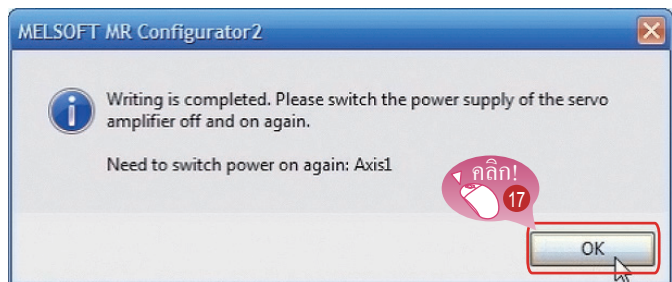 MELSOFT MR Configurator2
Writing is completed. Please switch the power supply of the servo
amplifier off and on again.
Need to switch power on again: Axis1
คลิก!
17
OK